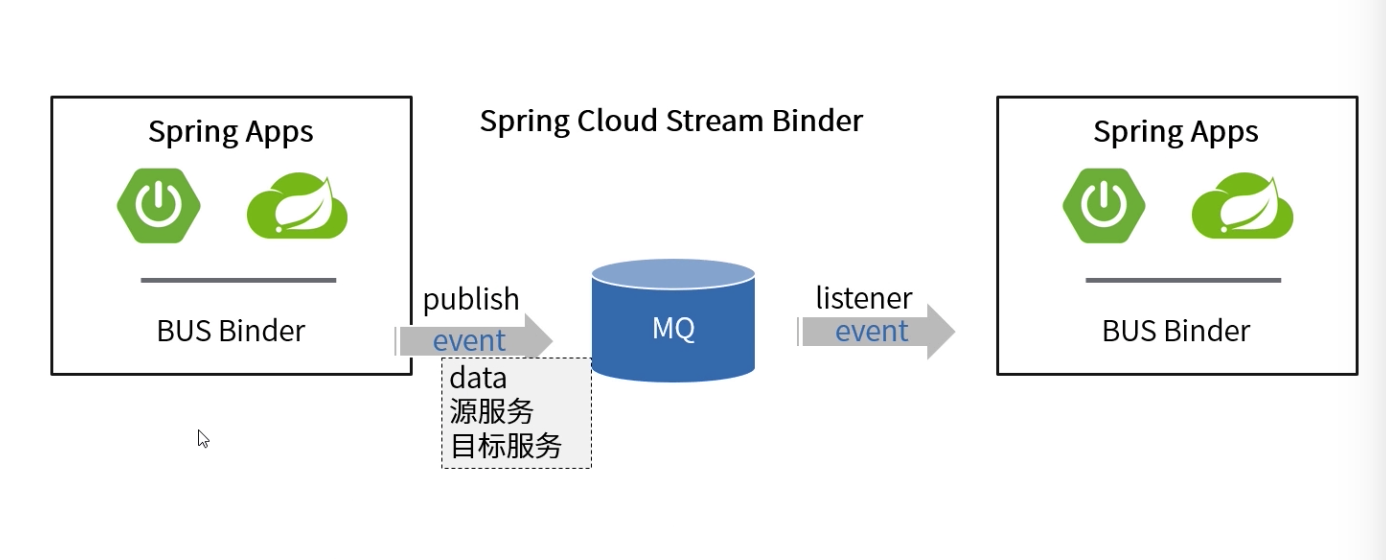 Spring Apps
BUS Binder
Spring Cloud Stream Binder
publish
event
data
源服务
目标服务
MQ
listener
event
Spring Apps
BUS Binder